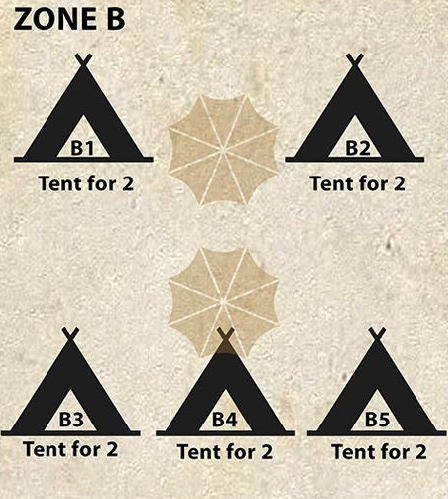 ZONE B
B1
B2
Tent for 2
Tent for 2
B3
B4
B5
Tent for 2
Tent for 2
Tent for 2